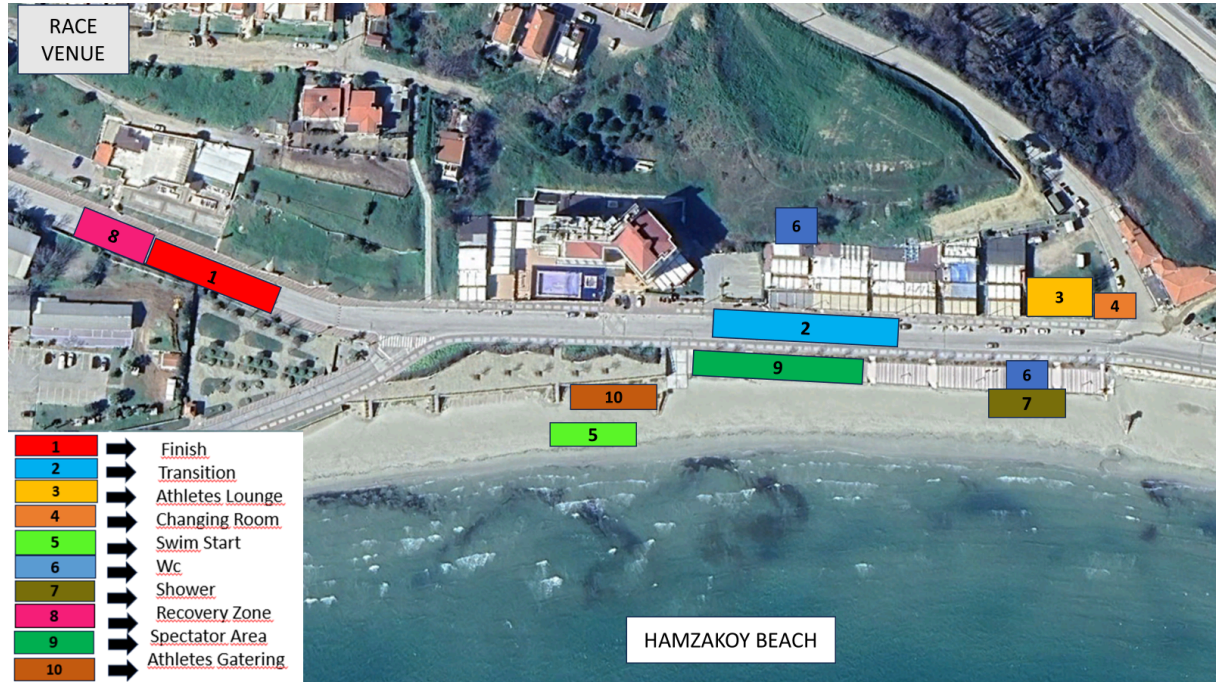 RACE
VENUE
6
8
1
3
4
2
9
6
10
7
5
1 Finish
2 Transition
3 Athletes Lounge
4 Changing Room
5 Swim Start
6 Wc
7 Shower
8 Recovery Zone
9 Spectator Area
10 Athletes Gatering
HAMZAKOY BEACH